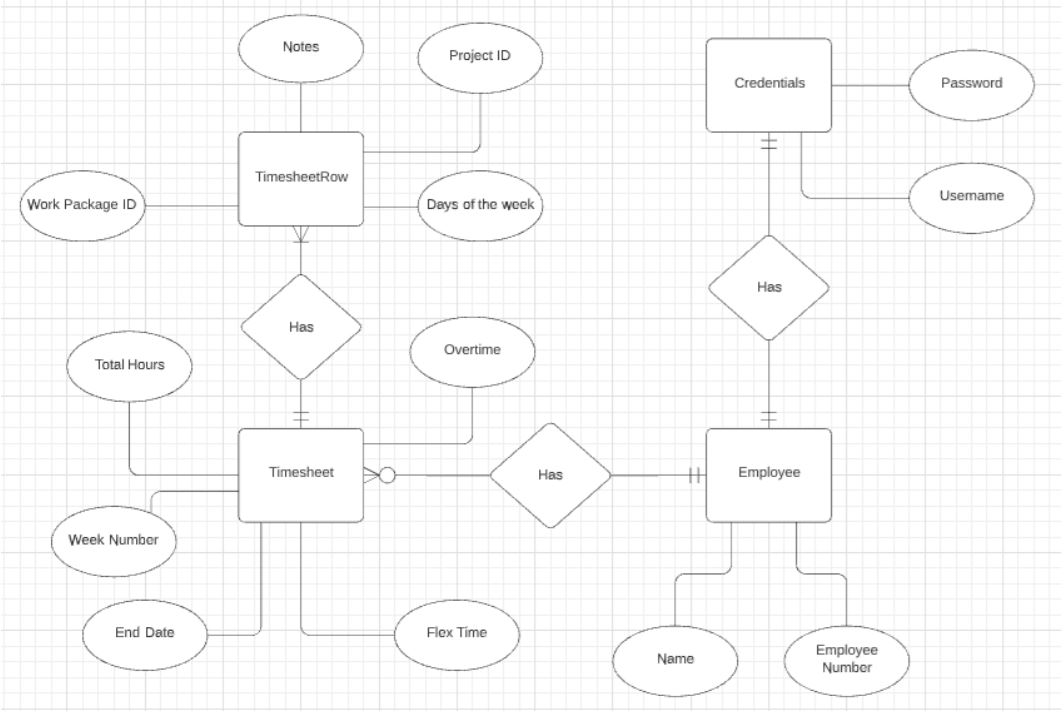 Notes
Project ID
Credentials
Password
TimesheetRow
Work Package ID
Days of the week
Username
Has
Has
Total Hours
Overtime
Timesheet
Has
Employee
Week Number
End Date
Flex Time
Name
Employee
Number